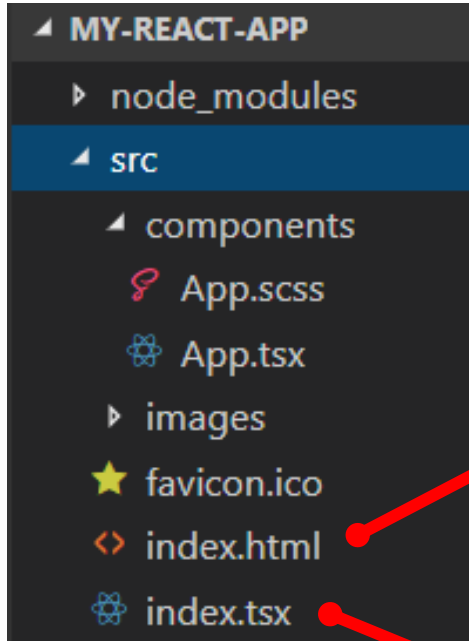 MY-REACT-APP
node_modules
src
components
App.scss
App.tsx
images
favicon.ico
index.html
index.tsx